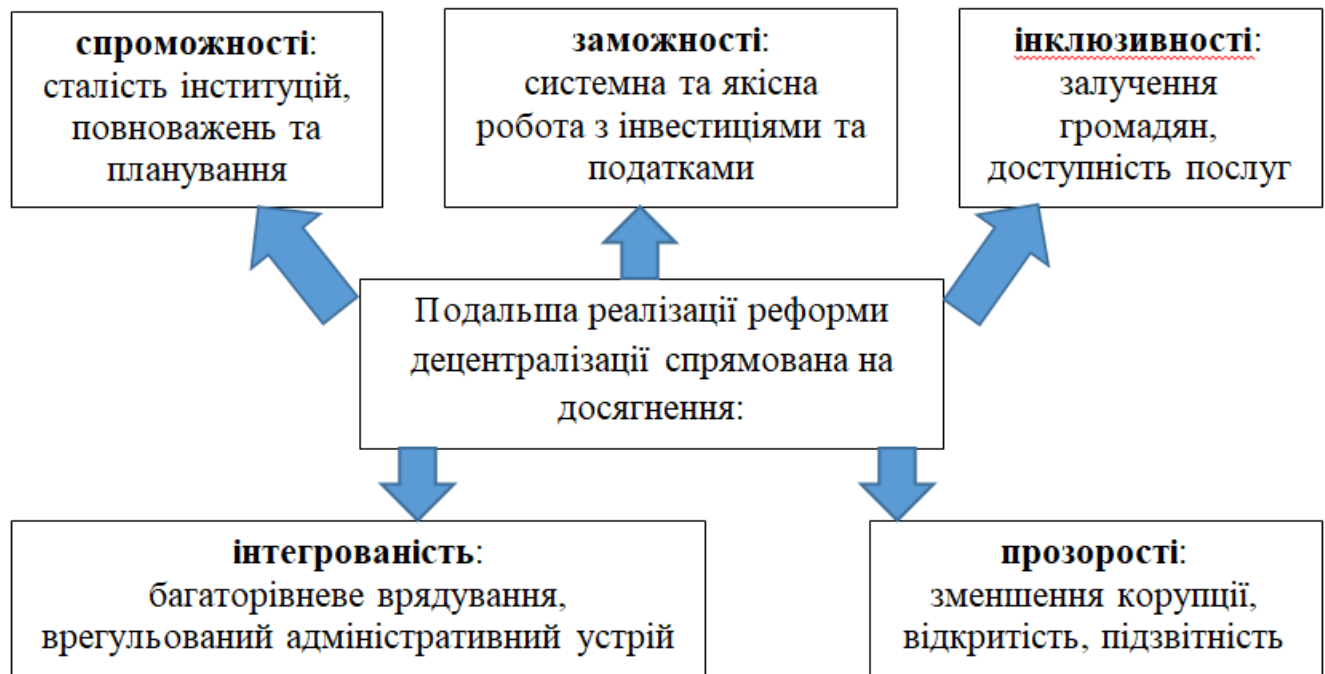 спроможності:
сталість інституцій,
повноважень та
планування
заможності:
системна та якісна
робота з інвестиціями та
податками
інклюзивності:
залучення
громадян,
доступність послуг
Подальша реалізації реформи
децентралізації спрямована на
досягнення:
інтегрованість:
багаторівневе врядування,
врегульований адміністративний устрій
прозорості:
зменшення корупції,
відкритість, підзвітність